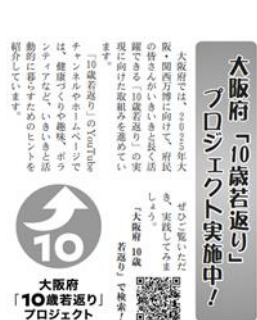 大阪府「10歳若返り」
プロジェクト実施中！
大阪府では、2025年大
阪・関西万博に向けて、府民
の皆さんがいきいきと長く活
躍できる「10歳若返り」の実
現に向けた取組みを進めてい
ます。
『10歳若返り』のYouTube
チャンネルやホームページで
は、健康づくりや趣味、ボラ
ンティアなど、いきいきと活
動的に暮らすためのヒントを
紹介しています。
ぜひご覧いただ
き、実践してみま
しょう。
「大阪府 10歳
若返り」で検索！
10
大阪府
「10歳若返り」
プロジェクト